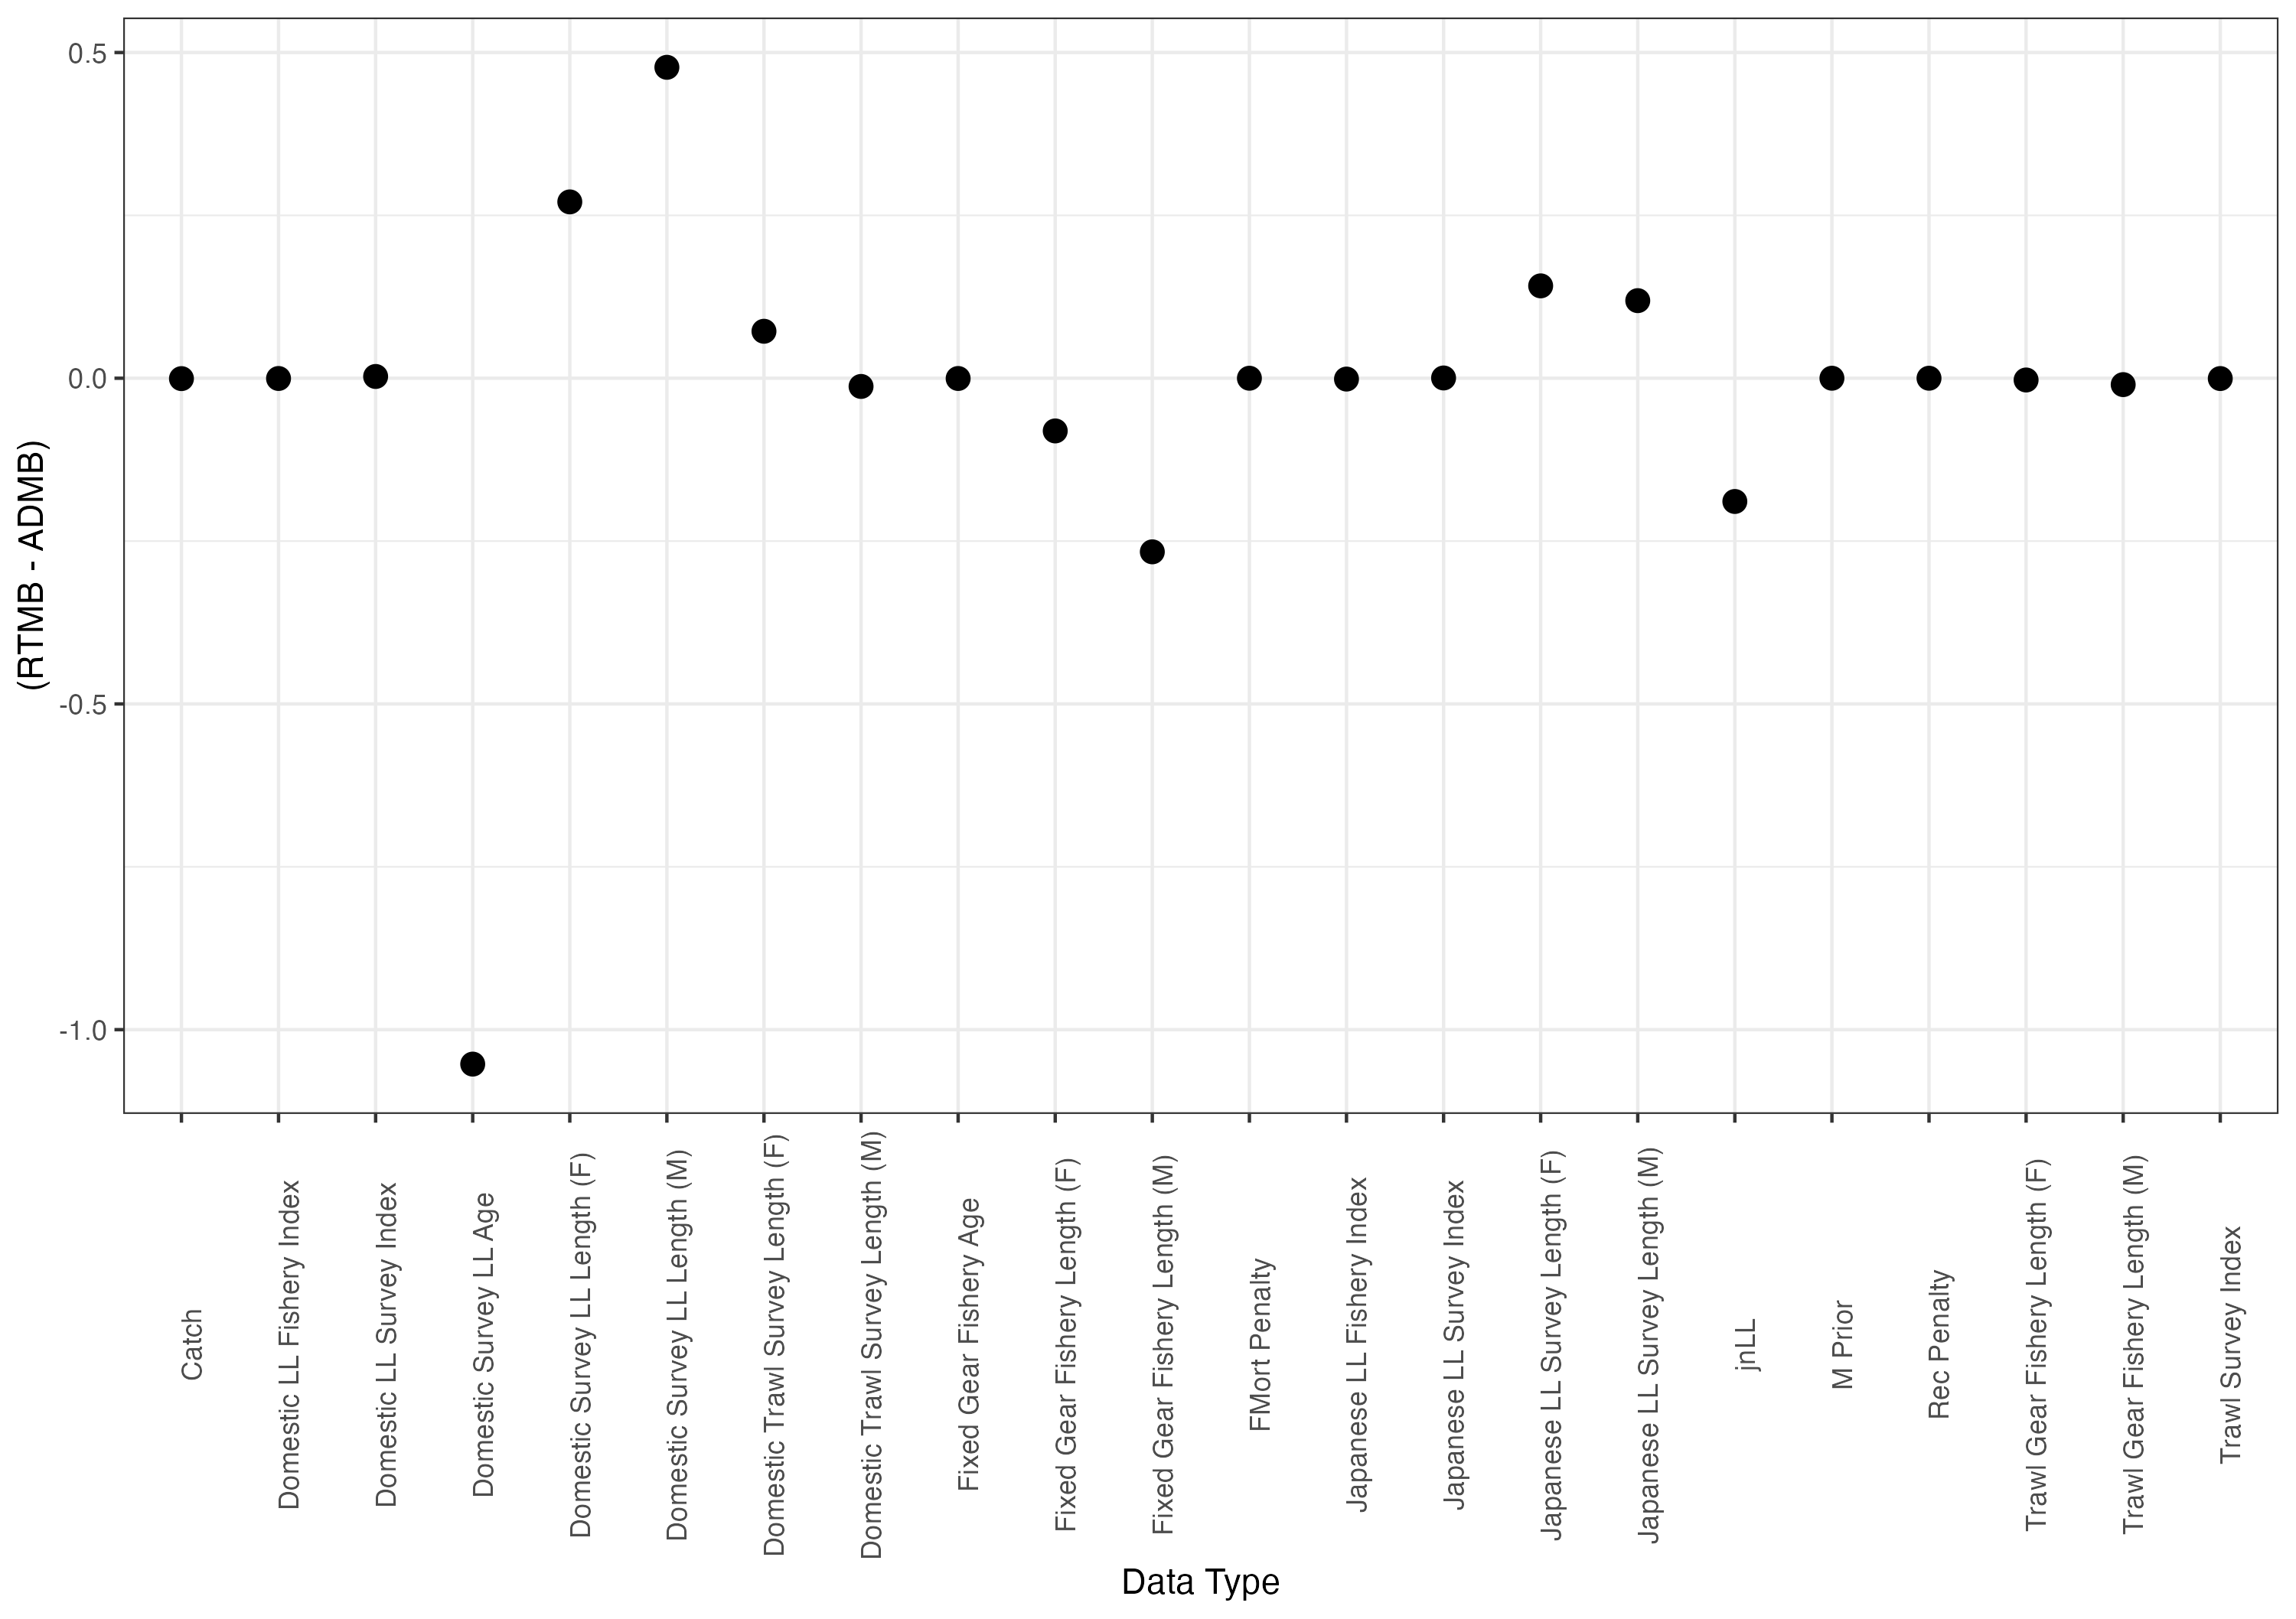 0.5
0.0
-0.5
-1.0
(RTMB - ADMB)
Catch
Domestic LL Fishery Index
Domestic LL Survey Index
Domestic Survey LL Age
Domestic Survey LL Length (F)
Domestic Survey LL Length (M)
Domestic Trawl Survey Length (F)
Domestic Trawl Survey Length (M)
Fixed Gear Fishery Age
Fixed Gear Fishery Length (F)
Fixed Gear Fishery Length (M)
FMort Penalty
Japanese LL Fishery Index
Japanese LL Survey Index
Japanese LL Survey Length (F)
Japanese LL Survey Length (M)
jnLL
M Prior
Rec Penalty
Trawl Gear Fishery Length (F)
Trawl Gear Fishery Length (M)
Trawl Survey Index
Data Type